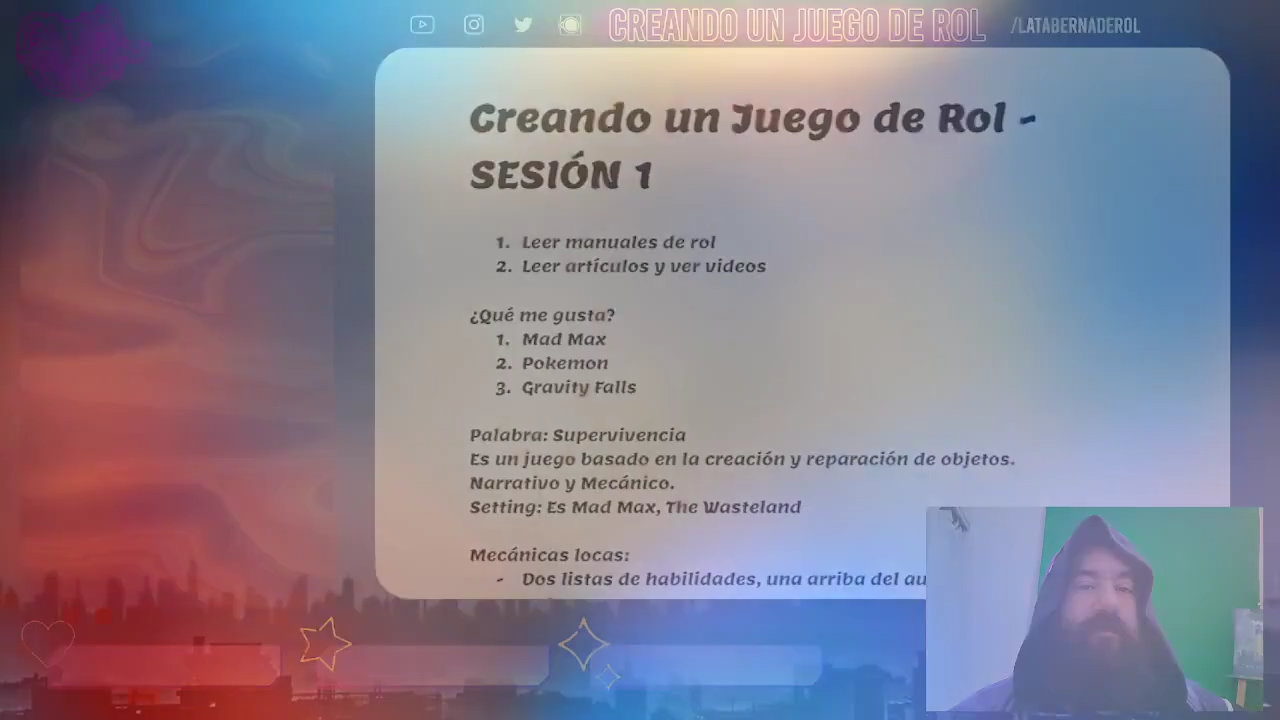 CREANDO UN JUEGO DE ROL /LATABERNADEROL
Creando un Juego de Rol -
SESIÓN 1
1. Leer manuales de rol
2. Leer artículos y ver videos
¿Qué me gusta?
1. Mad Max
2. Pokemon
3. Gravity Falls
Palabra: Supervivencia
Es un juego basado en la creación y reparación de objetos.
Narrativo y Mecánico.
Setting: Es Mad Max, The Wasteland
Mecánicas locas:
- Dos listas de habilidades, una arriba del au